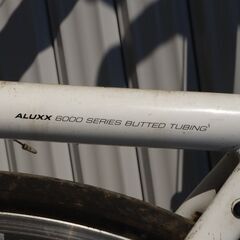 ALUXX 6000 SERIES BUTTED TUBING